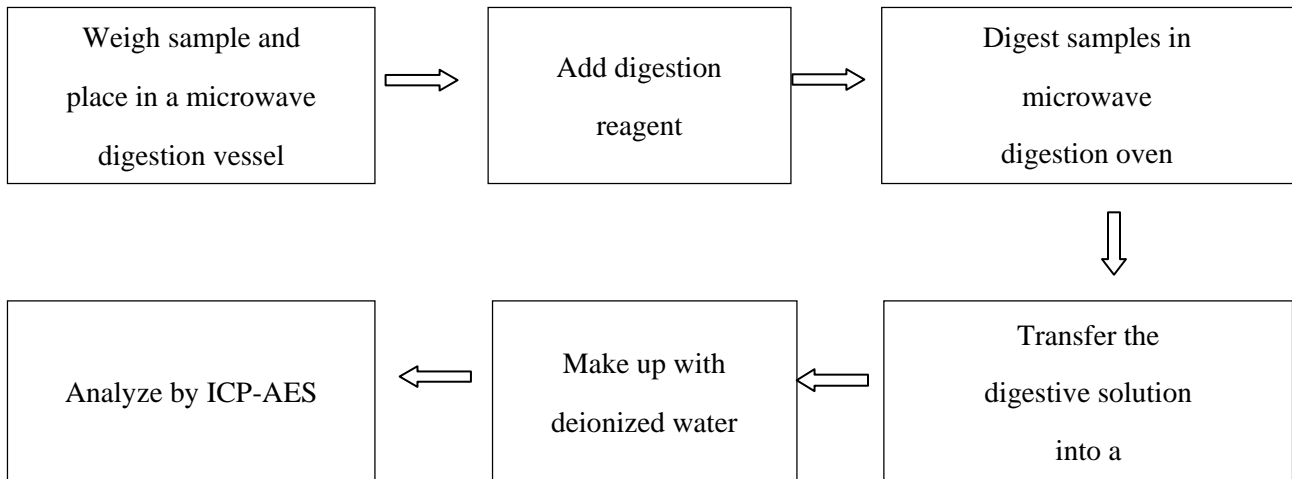 Weigh sample and
place in a microwave
digestion vessel
Add digestion
reagent
Digest samples in
microwave
digestion oven
Transfer the
digestive solution
into a
Make up with
deionized water
Analyze by ICP-AES